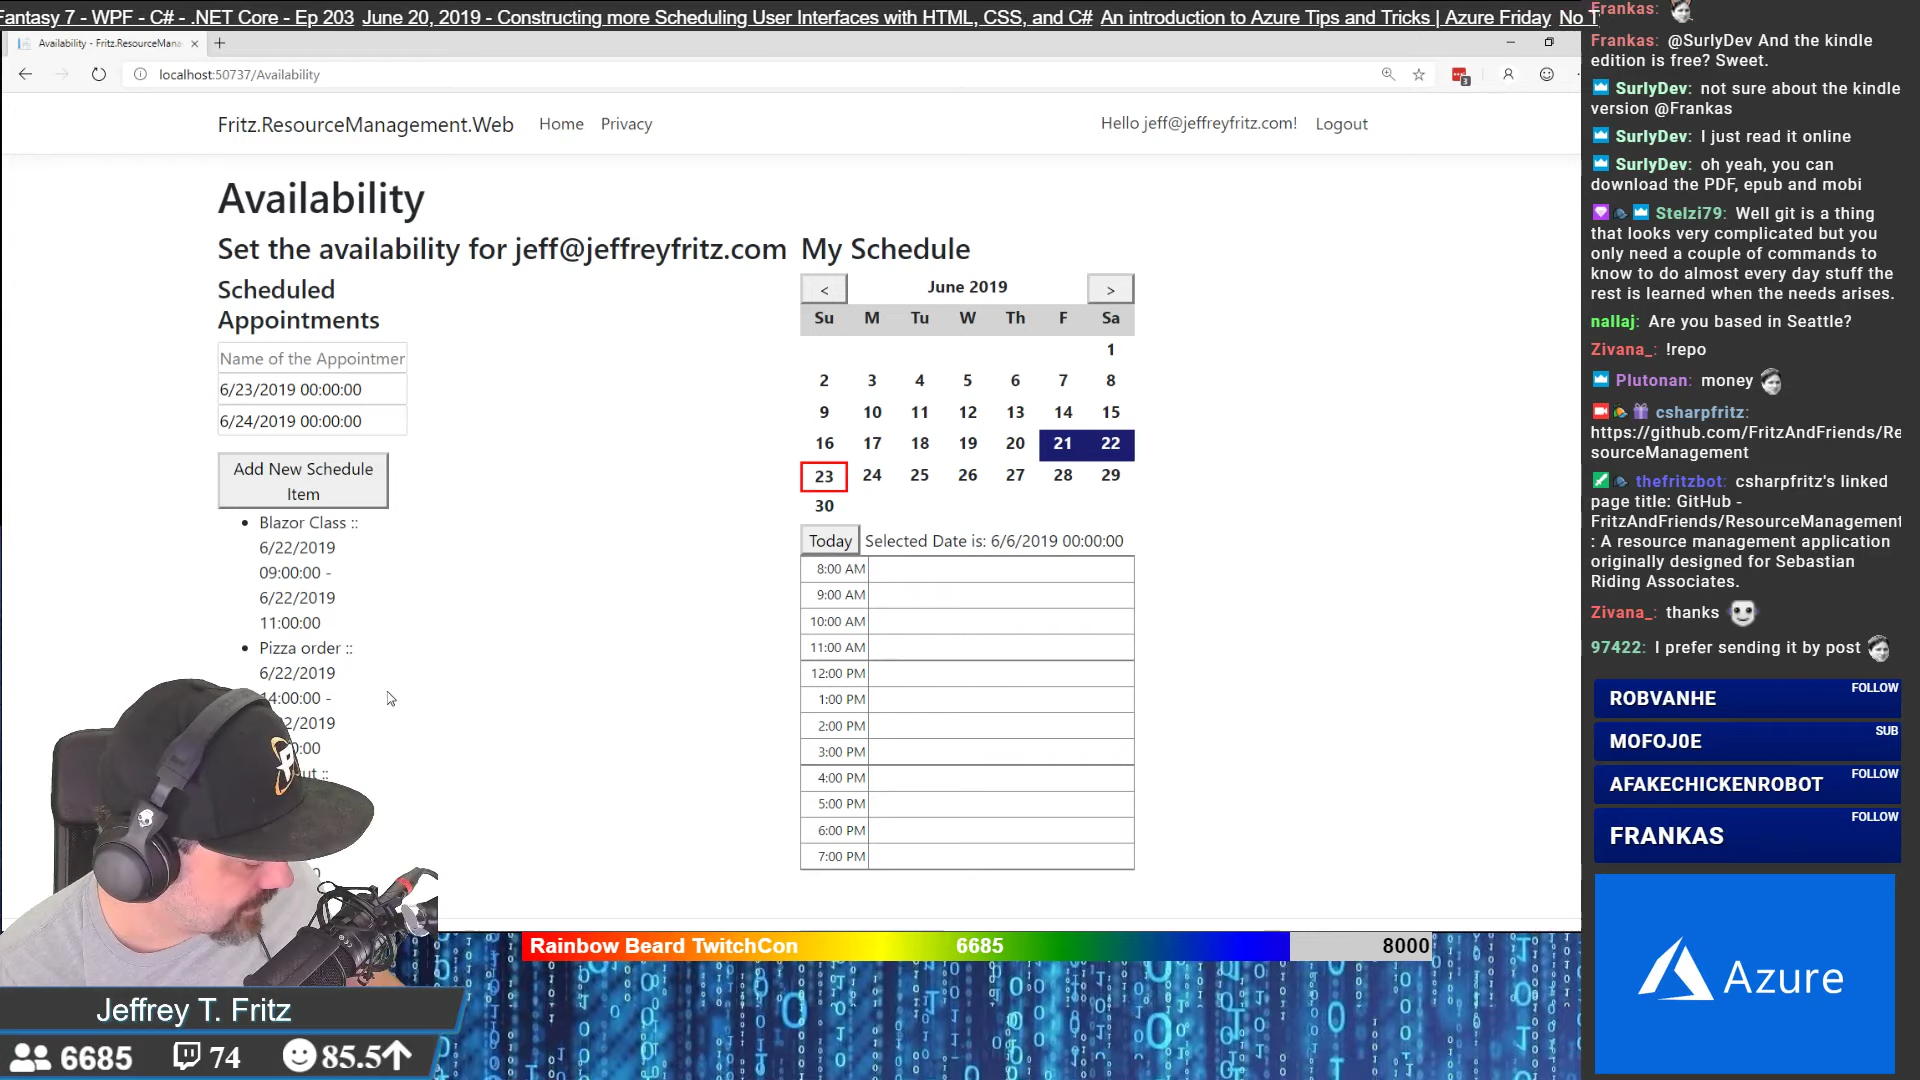 Fantasy 7 - WPF - C# - .NET Core - Ep 203 June 20, 2019 - Constructing more Scheduling User Interfaces with HTML, CSS, and C# An introduction to Azure Tips and Tricks | Azure Friday No T
Availability - Fritz.ResourceMana
localhost:50737/Availability
3
Fritz.ResourceManagement.Web Home Privacy
Hello jeff@jeffreyfritz.com! Logout
Availability
Set the availability for jeff@jeffreyfritz.com
Scheduled
Appointments
Name of the Appointmer
6/23/2019 00:00:00
6/24/2019 00:00:00
Add New Schedule
Item
Blazor Class ::
6/22/2019
09:00:00 -
6/22/2019
11:00:00
Pizza order ::
6/22/2019
14:00:00 -
2/2019
0:00
ut ::
My Schedule
< June 2019 >
Su M Tu W Th F Sa
1
2 3 4 5 6 7 8
9 10 11 12 13 14 15
16 17 18 19 20 21 22
23 24 25 26 27 28 29
30
Today Selected Date is: 6/6/2019 00:00:00
8:00 AM
9:00 AM
10:00 AM
11:00 AM
12:00 PM
1:00 PM
2:00 PM
3:00 PM
4:00 PM
5:00 PM
6:00 PM
7:00 PM
Frankas:
Frankas: @SurlyDev And the kindle
edition is free? Sweet.
SurlyDev: not sure about the kindle
version @Frankas
SurlyDev: I just read it online
SurlyDev: oh yeah, you can
download the PDF, epub and mobi
Stelzi79: Well git is a thing
that looks very complicated but you
only need a couple of commands to
know to do almost every day stuff the
rest is learned when the needs arises.
nallaj: Are you based in Seattle?
Zivana_: !repo
Plutonan: money
csharpfritz:
https://github.com/FritzAndFriends/Re
sourceManagement
thefritzbot: csharpfritz's linked
page title: GitHub -
FritzAndFriends/ResourceManagement
: A resource management application
originally designed for Sebastian
Riding Associates.
Zivana_: thanks
97422: I prefer sending it by post
ROBVANHE FOLLOW
MOFOJ0E SUB
AFAKECHICKENROBOT FOLLOW
FRANKAS FOLLOW
Azure
Rainbow Beard TwitchCon 6685 8000
Jeffrey T. Fritz
6685 74 85.5